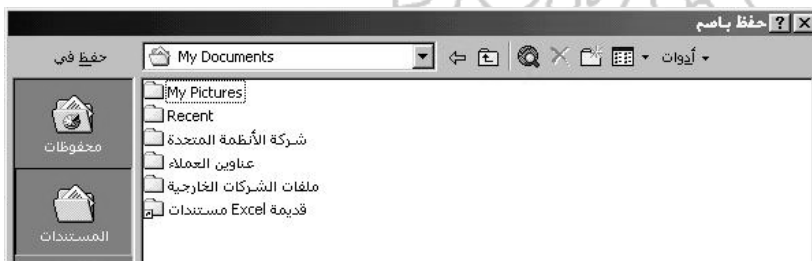 حفظ باسم
حفظ في
My Documents
أدوات
My Pictures
Recent
شركة الأنظمة المتحدة
عناوين العملاء
ملفات الشركات الخارجية
قديمة Excel مستندات
محفوظات
المستندات